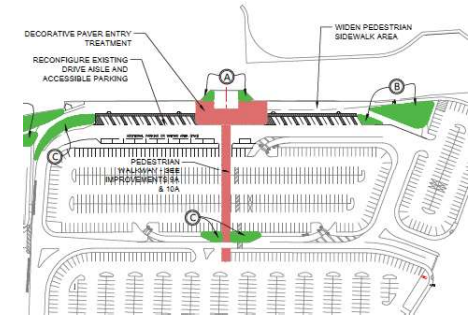 DECORATIVE PAVER ENTRY
TREATMENT
RECONFIGURE EXISTING
DRIVE AISLE AND
ACCESSIBLE PARKING
WIDEN PEDESTRIAN
SIDEWALK AREA
A
B
C
PEDESTRIAN
WALKWAY - SEE
IMPROVEMENTS 9A
& 10A
C